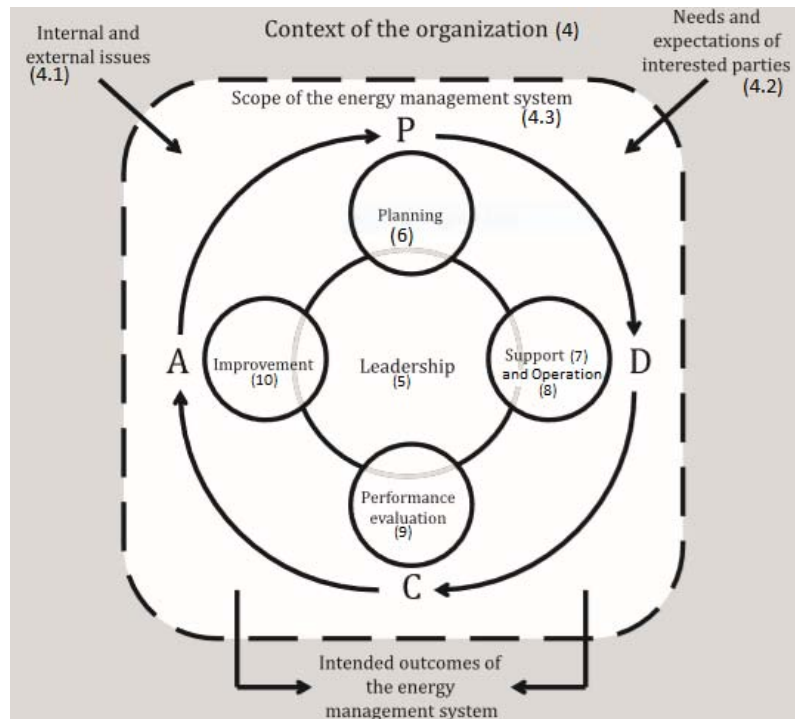 Context of the organization (4)
Internal and
external issues
(4.1)
Needs and
expectations of
interested parties
(4.2)
Scope of the energy management system
(4.3)
P
Planning
(6)
A
Improvement
(10)
Leadership
(5)
Support (7)
and Operation
(8)
D
Performance
evaluation
(9)
C
Intended outcomes of
the energy
management system